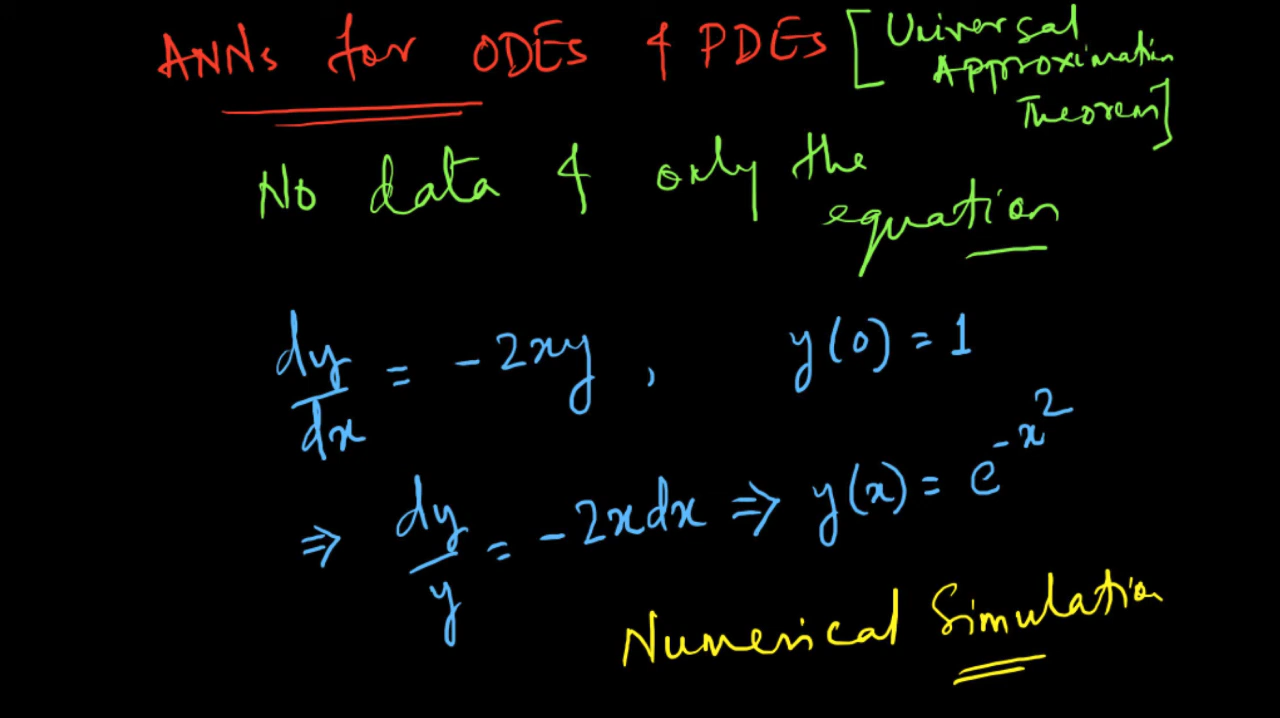 ANNs for ODEs & PDEs [Universal
Approximation
Theorem]
No data & only the
equation
dy/dx = -2xy, y(0) = 1
⇒ dy/y = -2xdx ⇒ y(x) = e^{-x^2}
Numerical Simulation